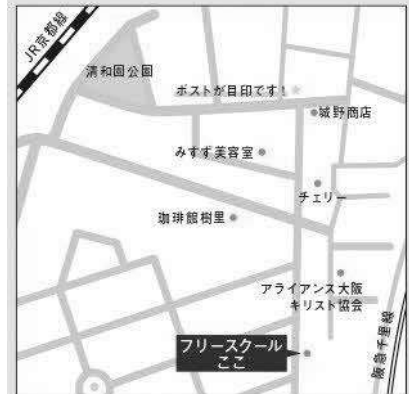 JR京都線
清和園公園
ポストが目印です!
城野商店
みすず美容室
チェリー
珈琲館樹里
アライアンス大阪
キリスト協会
フリースクール
ここ
阪急千里線